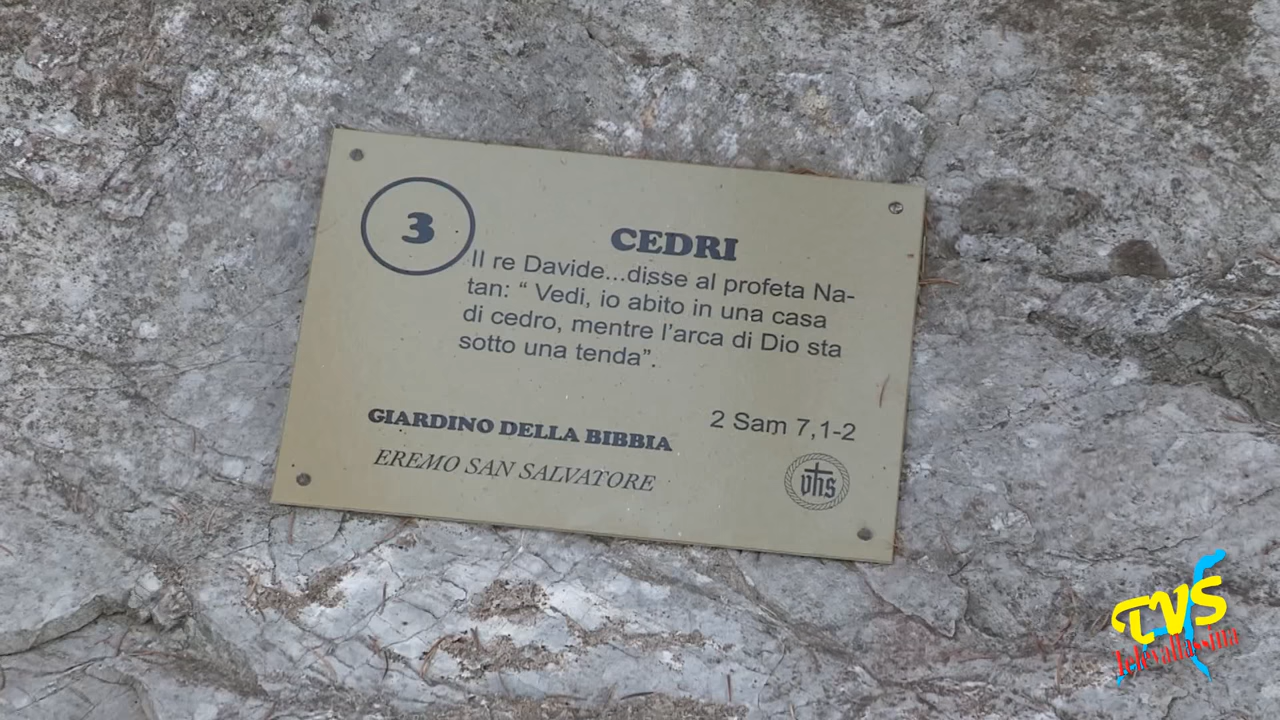 3
CEDRI
Il re Davide...disse al profeta Na-
tan: “ Vedi, io abito in una casa
di cedro, mentre l’arca di Dio sta
sotto una tenda”.
2 Sam 7,1-2
GIARDINO DELLA BIBBIA
EREMO SAN SALVATORE
yhs
TVS
Televallassina